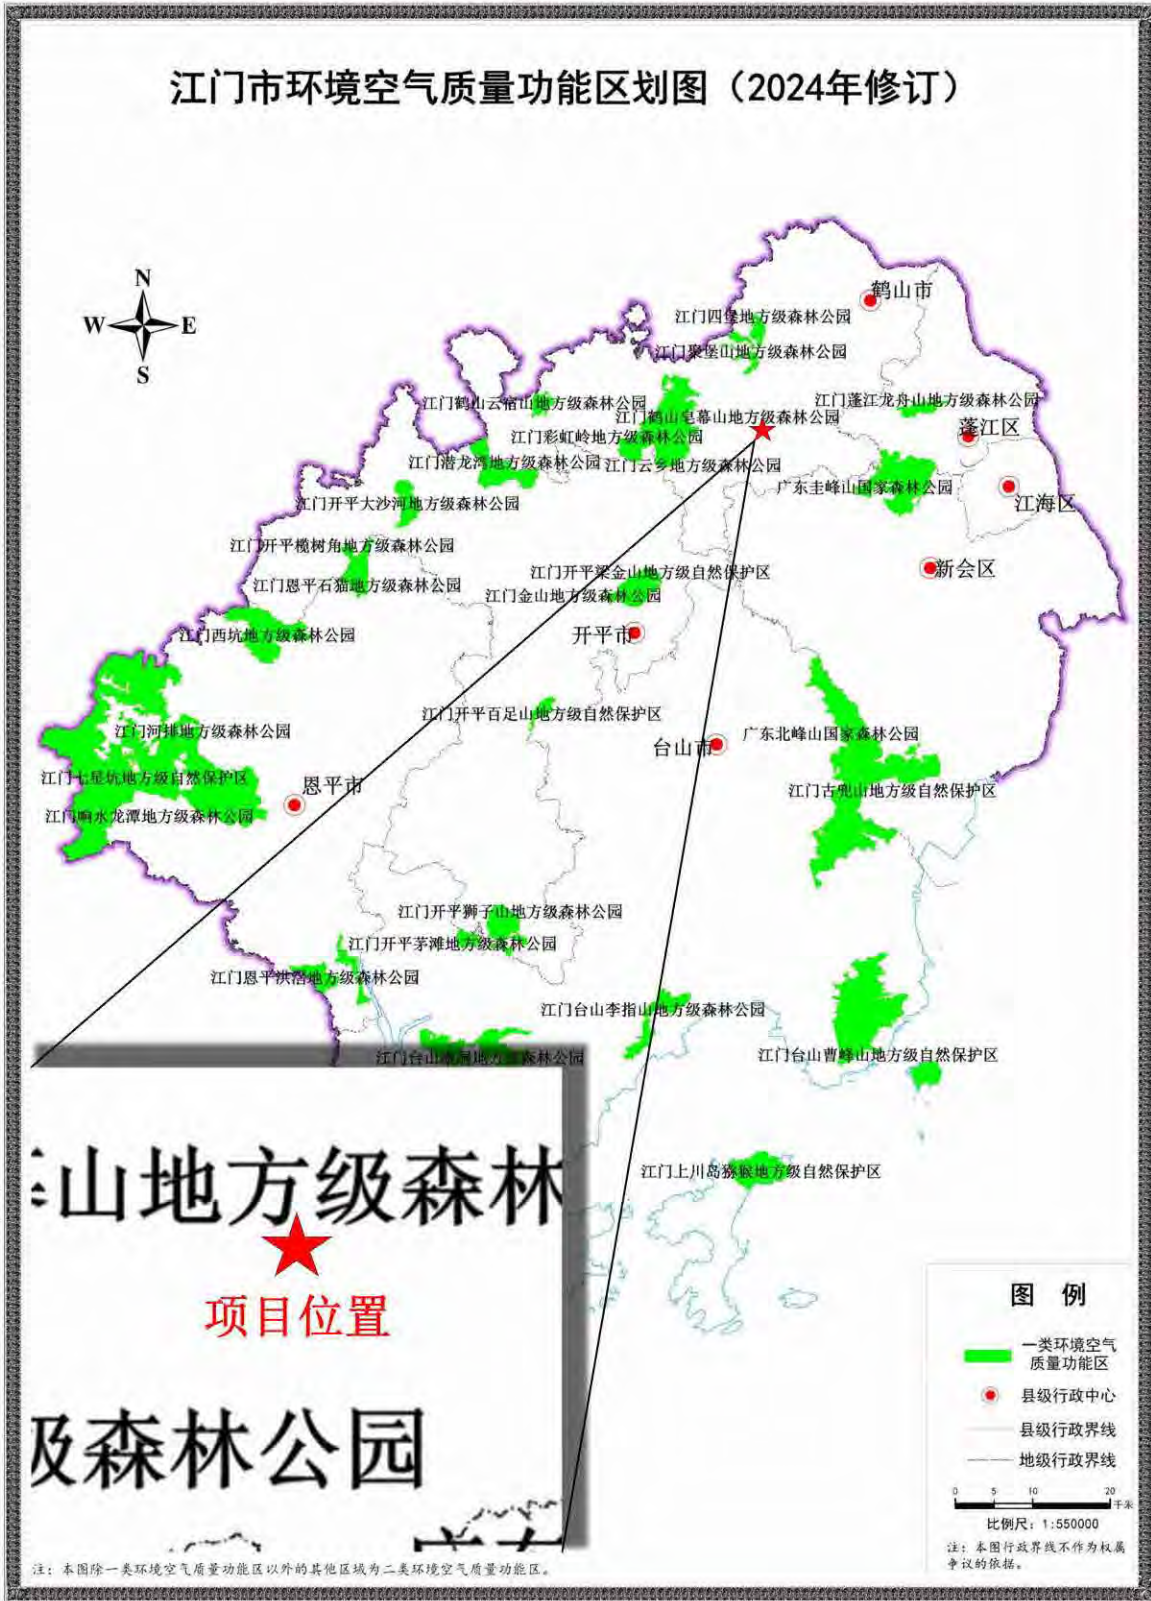 江门市环境空气质量功能区划图（2024年修订）
N
W
E
S
鹤山市
江门四堡地方级森林公园
江门聚堡山地方级森林公园
江门鹤山云宿山地方级森林公园
江门蓬江龙舟山地方级森林公园
江门鹤山皂幕山地方级森林公园
蓬江区
江门彩虹岭地方级森林公园
江门潜龙湾地方级森林公园
江门云乡地方级森林公园
广东圭峰山国家森林公园
江门开平大沙河地方级森林公园
江海区
江门开平榄树角地方级森林公园
江门恩平石猫地方级森林公园
江门开平梁金山地方级自然保护区
新会区
江门金山地方级森林公园
江门西坑地方级森林公园
开平市
江门开平百足山地方级自然保护区
江门河排地方级森林公园
广东北峰山国家森林公园
台山市
江门七星坑地方级自然保护区
恩平市
江门古兜山地方级自然保护区
江门响水龙潭地方级森林公园
江门开平狮子山地方级森林公园
江门开平茅滩地方级森林公园
江门恩平洪滘地方级森林公园
江门台山李指山地方级森林公园
江门台山曹峰山地方级自然保护区
江门上川岛猕猴地方级自然保护区
山地方级森林
项目位置
级森林公园
图 例
一类环境空气
质量功能区
县级行政中心
县级行政界线
地级行政界线
0 5 10 20
千米
比例尺：1:550000
注：本图行政界线不作为权属
争议的依据。
注：本图除一类环境空气质量功能区以外的其他区域为二类环境空气质量功能区。